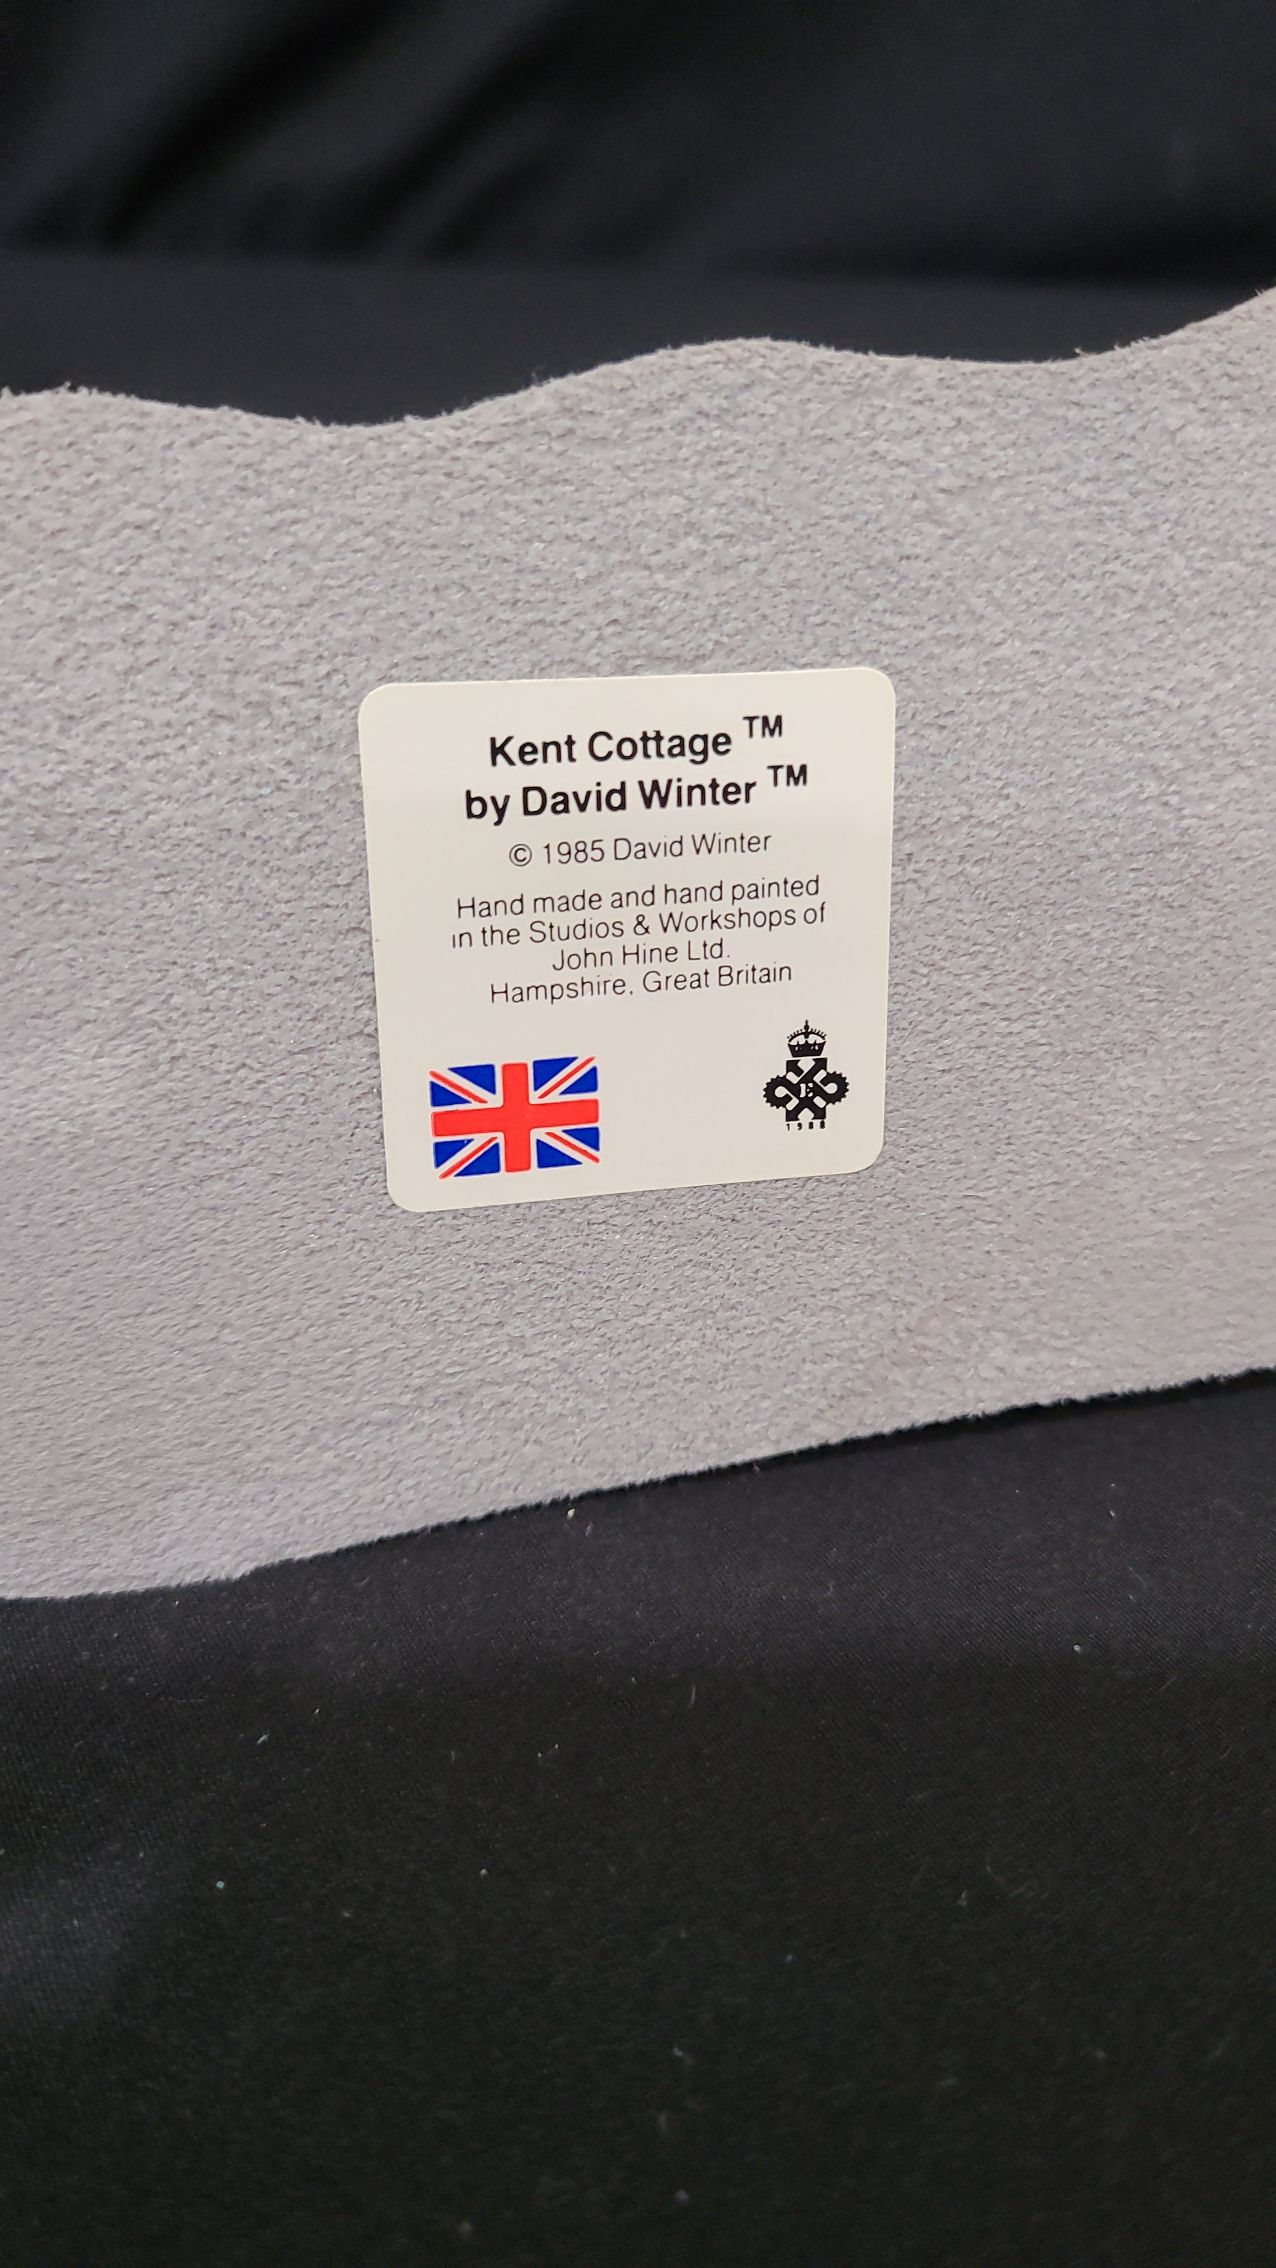 Kent Cottage ™
by David Winter ™
© 1985 David Winter
Hand made and hand painted
in the Studios & Workshops of
John Hine Ltd.
Hampshire, Great Britain
1988